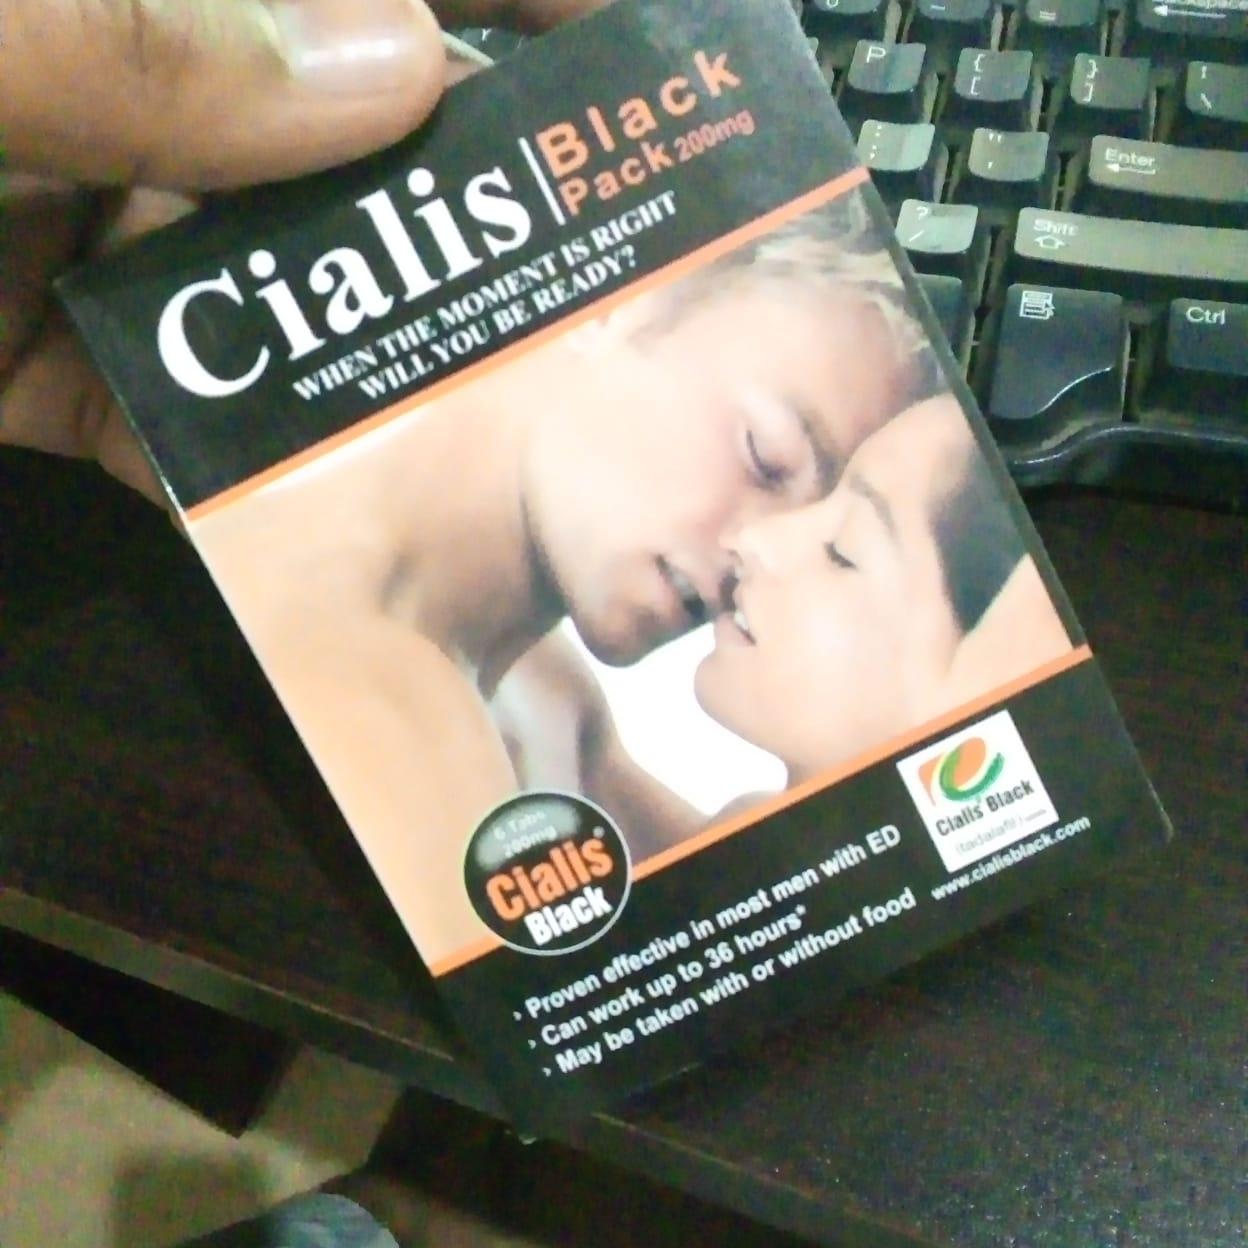 Cialis
Black
Pack 200mg
WHEN THE MOMENT IS RIGHT
WILL YOU BE READY?
6 Tabs
200mg
Cialis®
Black
Cialis Black
(tadalafil)
www.cialisblack.com
› Proven effective in most men with ED
› Can work up to 36 hours*
› May be taken with or without food
Backspace
P
{
[
}
]
\
:
;
"
'
Enter
?
/
Shift
Ctrl